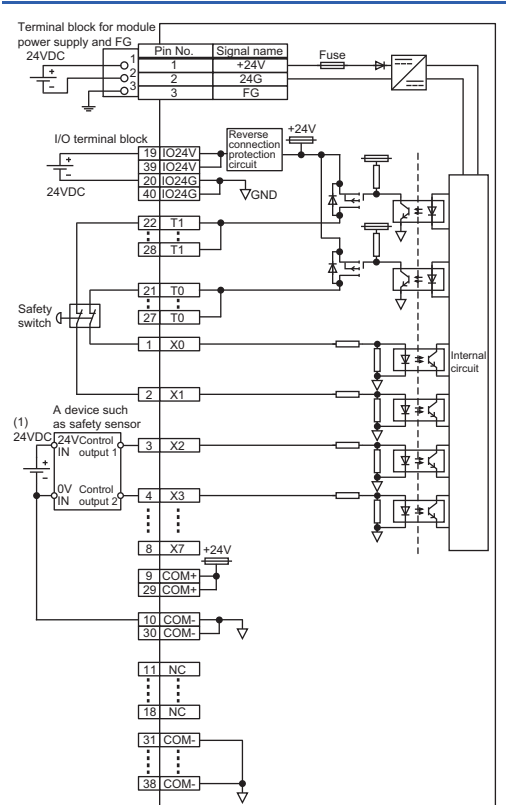 Terminal block for module
power supply and FG
24VDC
+
-
1
2
3
Pin No. Signal name
1 +24V
2 24G
3 FG
Fuse
I/O terminal block
+
-
24VDC
19 IO24V
39 IO24V
20 IO24G
40 IO24G
Reverse
connection
protection
circuit
+24V
GND
22 T1
28 T1
21 T0
27 T0
Safety
switch
1 X0
2 X1
Internal
circuit
A device such
as safety sensor
(1)
24VDC
+
-
24V
IN
Control
output 1
0V
IN
Control
output 2
3 X2
4 X3
8 X7
+24V
9 COM+
29 COM+
10 COM-
30 COM-
11 NC
18 NC
31 COM-
38 COM-